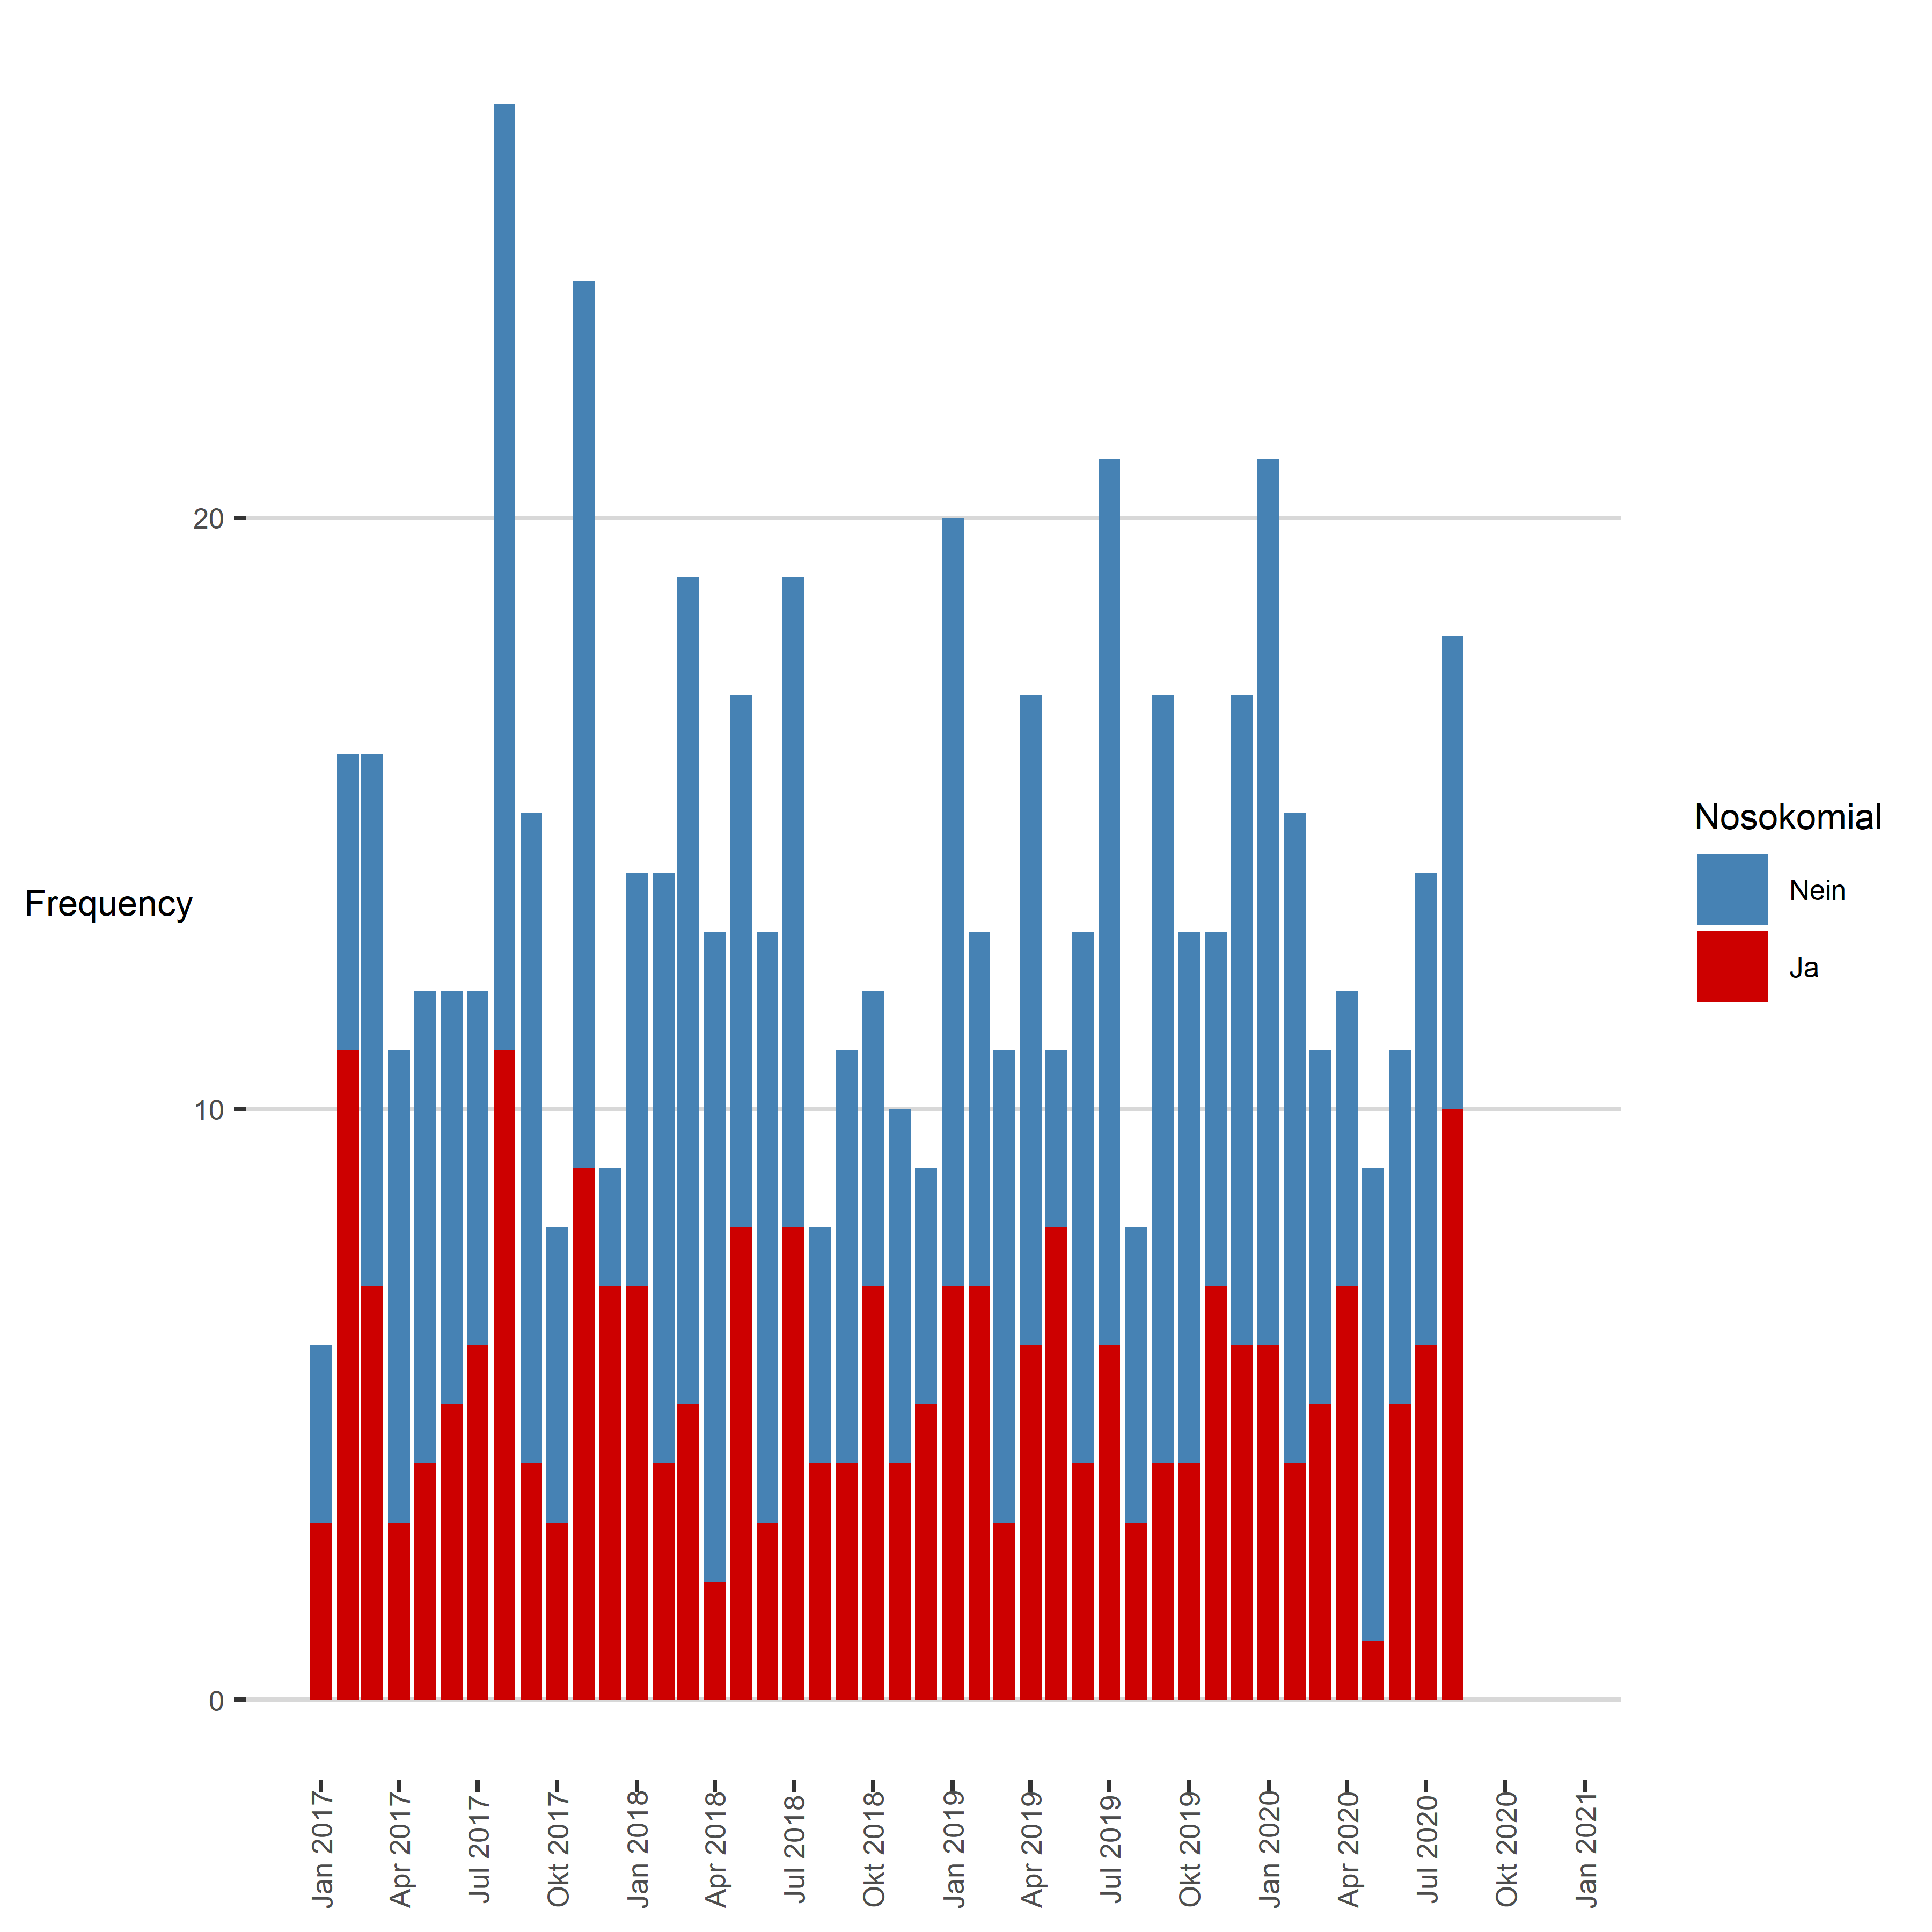 20
10
0
Frequency
Jan 2017
Apr 2017
Jul 2017
Okt 2017
Jan 2018
Apr 2018
Jul 2018
Okt 2018
Jan 2019
Apr 2019
Jul 2019
Okt 2019
Jan 2020
Apr 2020
Jul 2020
Okt 2020
Jan 2021
Nosokomial
Nein
Ja